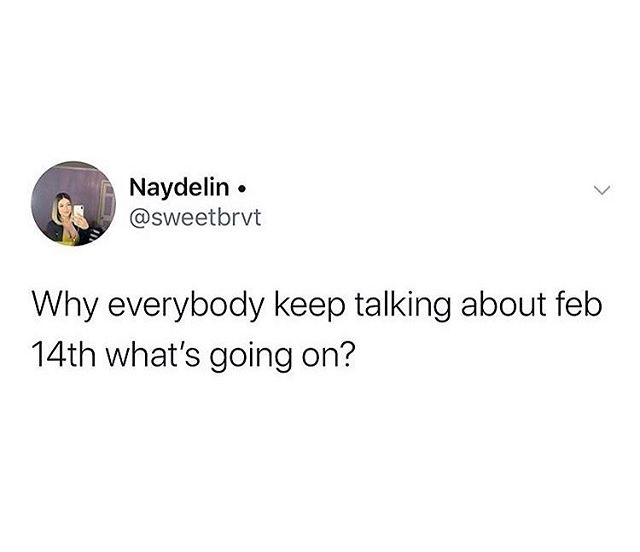 Naydelin •
@sweetbrvt
Why everybody keep talking about feb
14th what's going on?